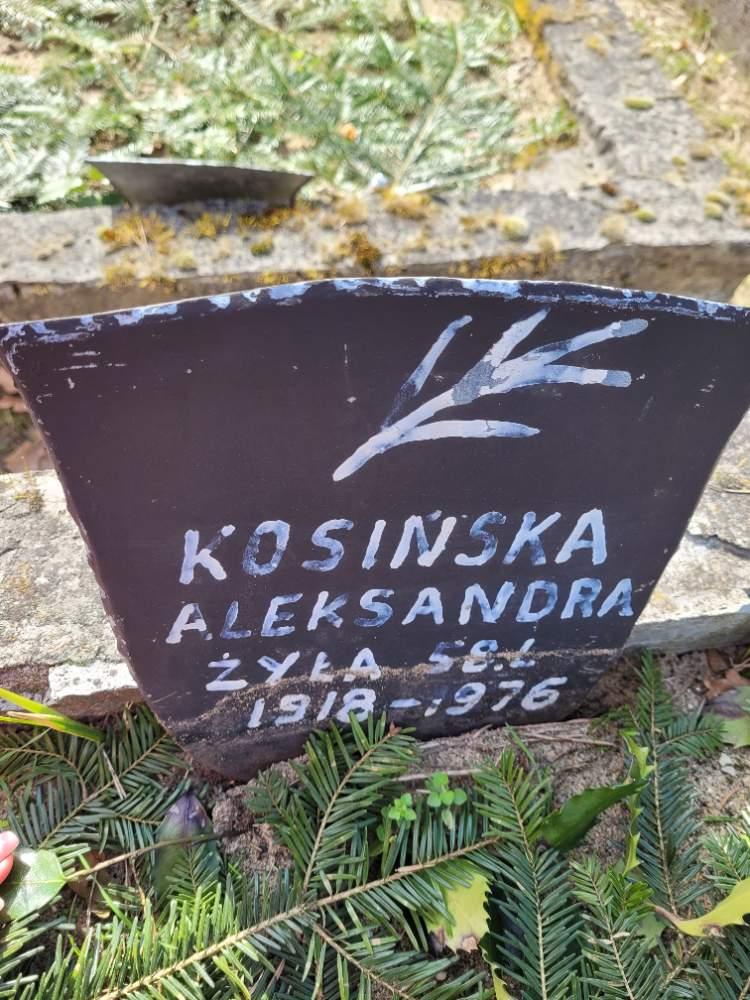 KOSIŃSKA
ALEKSANDRA
ŻYŁA 58.L
1918-1976